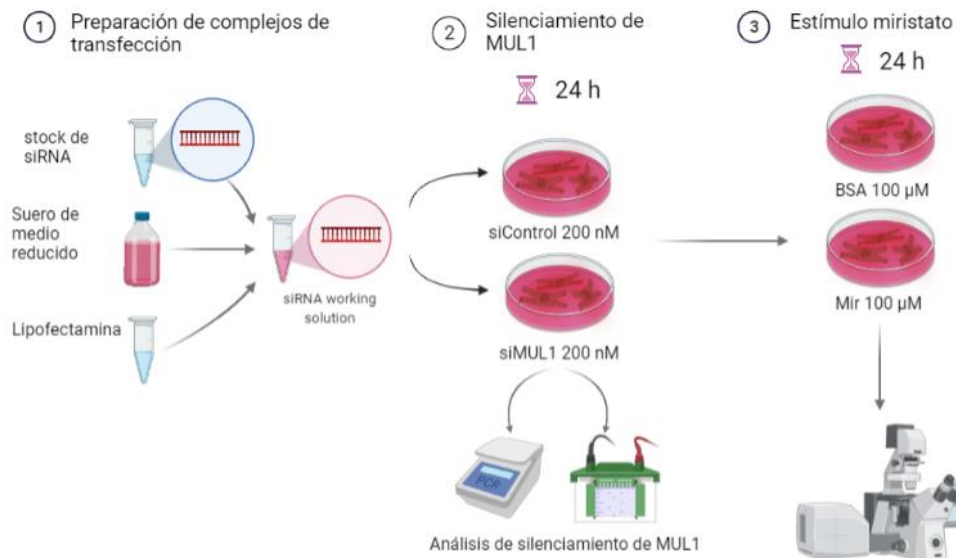 1 Preparación de complejos de
transfección
stock de
siRNA
Suero de
medio
reducido
Lipofectamina
siRNA working
solution
2 Silenciamiento de
MUL1
24 h
siControl 200 nM
siMUL1 200 nM
PCR
Análisis de silenciamiento de MUL1
3 Estímulo miristato
24 h
BSA 100 µM
Mir 100 µM